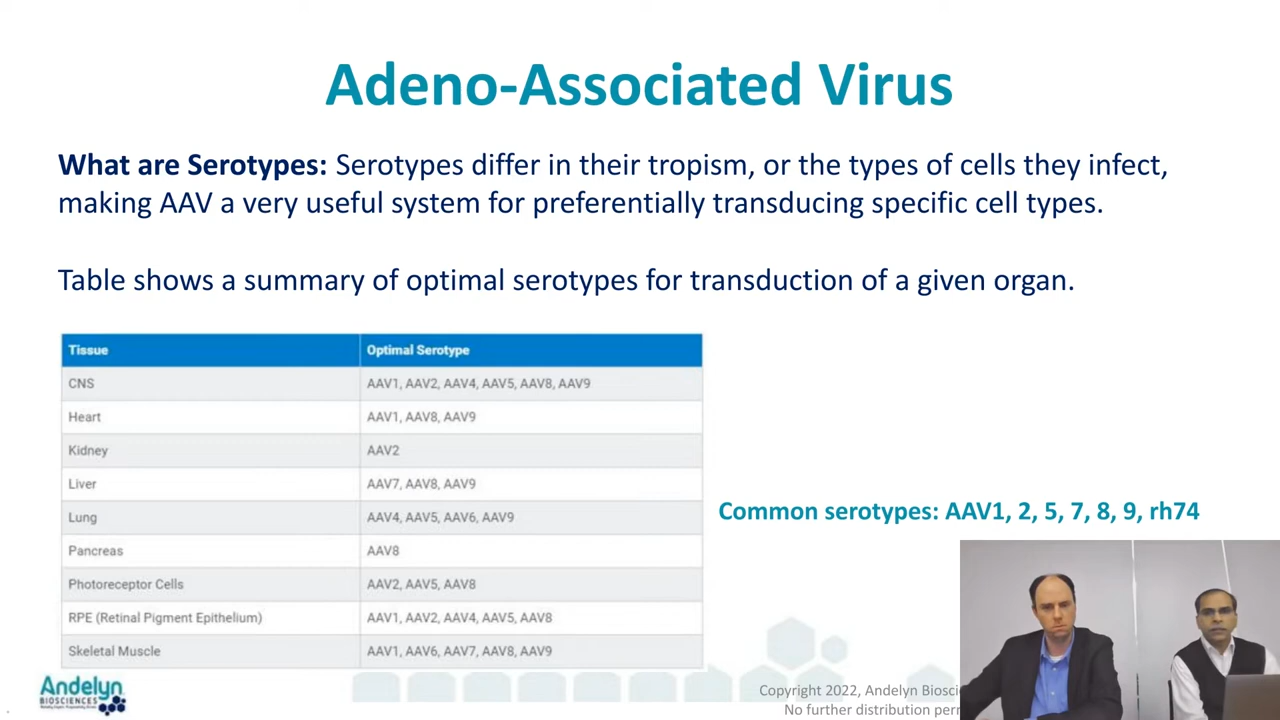 Adeno-Associated Virus
What are Serotypes: Serotypes differ in their tropism, or the types of cells they infect,
making AAV a very useful system for preferentially transducing specific cell types.
Table shows a summary of optimal serotypes for transduction of a given organ.
Tissue Optimal Serotype
CNS AAV1, AAV2, AAV4, AAV5, AAV8, AAV9
Heart AAV1, AAV8, AAV9
Kidney AAV2
Liver AAV7, AAV8, AAV9
Lung AAV4, AAV5, AAV6, AAV9
Pancreas AAV8
Photoreceptor Cells AAV2, AAV5, AAV8
RPE (Retinal Pigment Epithelium) AAV1, AAV2, AAV4, AAV5, AAV8
Skeletal Muscle AAV1, AAV6, AAV7, AAV8, AAV9
Common serotypes: AAV1, 2, 5, 7, 8, 9, rh74
Andelyn
BIOSCIENCES
Copyright 2022, Andelyn Biosci
No further distribution per